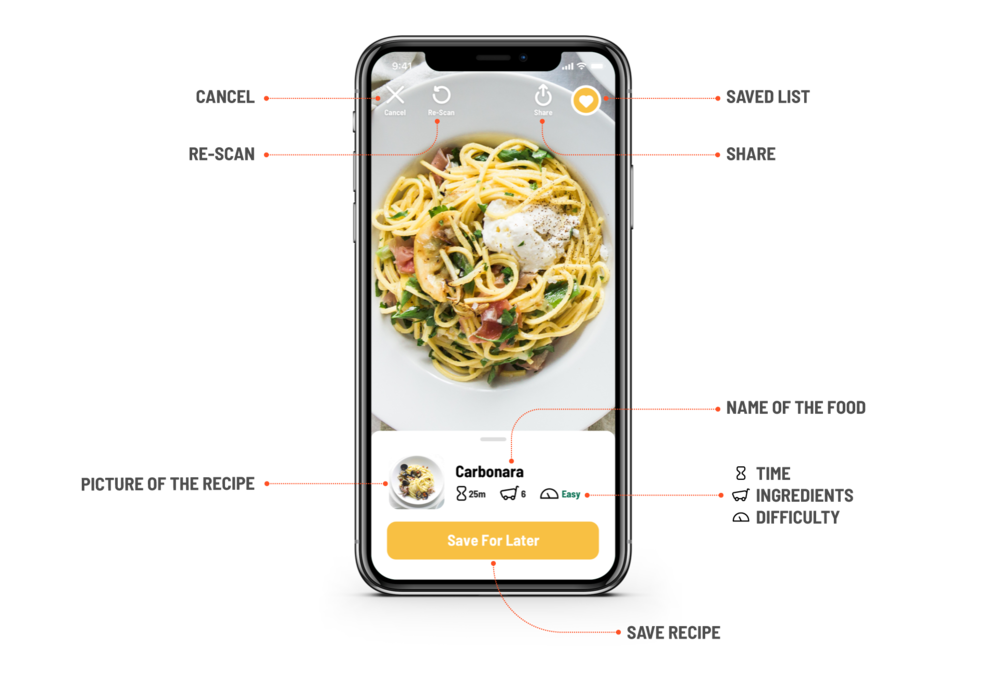 9:41
CANCEL
SAVED LIST
Cancel
Re-Scan
Share
RE-SCAN
SHARE
NAME OF THE FOOD
Carbonara
PICTURE OF THE RECIPE
25m
6
Easy
TIME
INGREDIENTS
DIFFICULTY
Save For Later
SAVE RECIPE